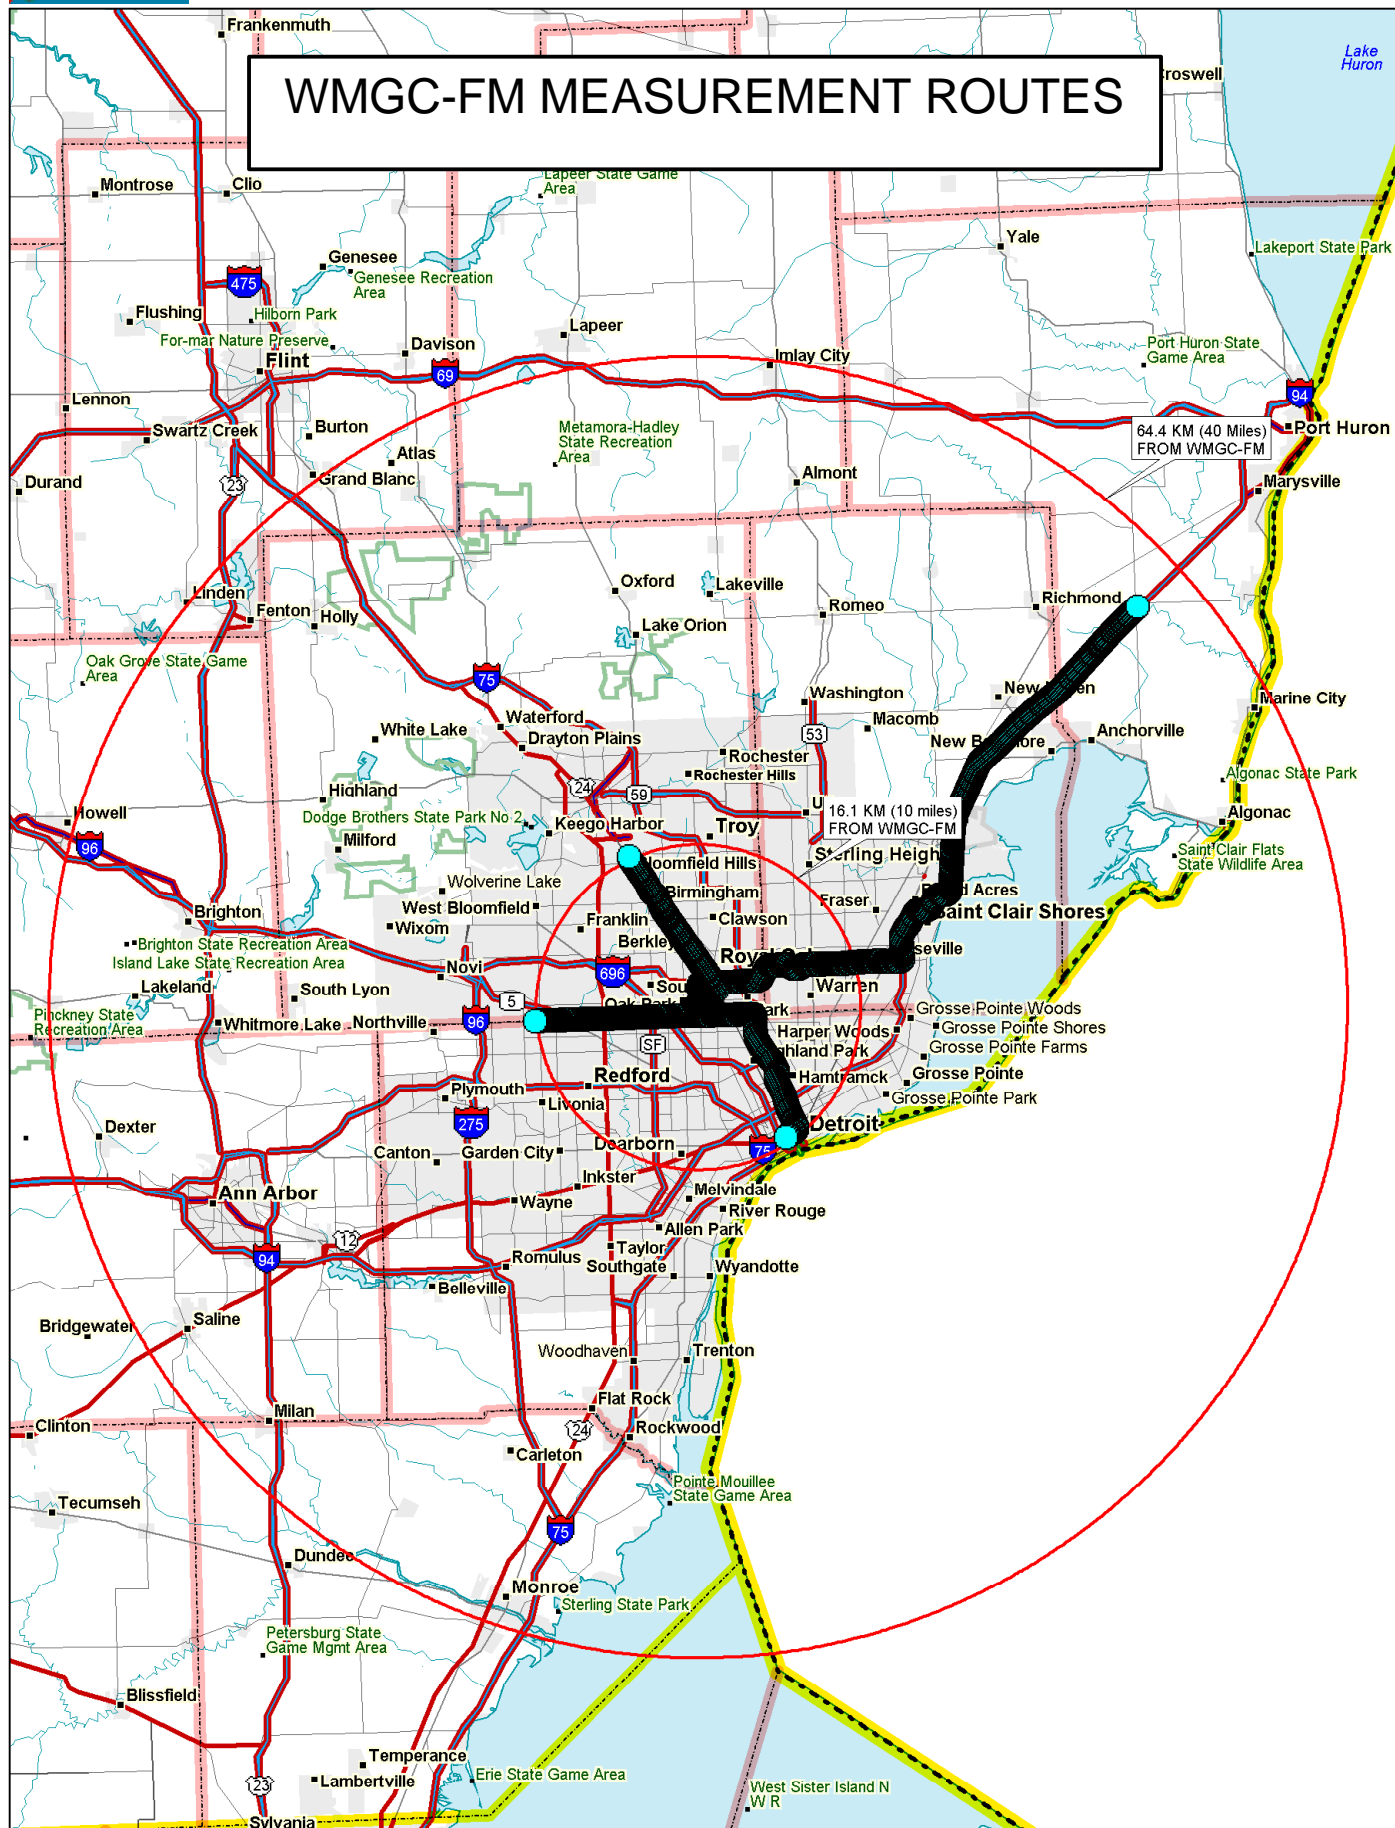 Frankenmuth
Lake
Huron
Croswell
WMGC-FM MEASUREMENT ROUTES
Lapeer State Game
Area
Montrose
Clio
Yale
Lakeport State Park
Genesee
Genesee Recreation
Area
475
Flushing
Hilborn Park
For-mar Nature Preserve
Lapeer
Davison
Flint
Imlay City
Port Huron State
Game Area
69
94
Lennon
Swartz Creek
Burton
Metamora-Hadley
State Recreation
Area
64.4 KM (40 Miles)
FROM WMGC-FM
Port Huron
Atlas
Grand Blanc
Almont
Durand
23
Marysville
Oxford
Lakeville
Linden
Fenton
Holly
Romeo
Richmond
Lake Orion
Oak Grove State Game
Area
75
Washington
Marine City
Waterford
White Lake
Drayton Plains
53
Macomb
Anchorville
Rochester
Rochester Hills
Algonac State Park
24
59
Highland
Howell
Dodge Brothers State Park No 2
Keego Harbor
16.1 KM (10 miles)
FROM WMGC-FM
Troy
Algonac
96
Milford
Saint Clair Flats
State Wildlife Area
Wolverine Lake
Birmingham
West Bloomfield
Fraser
Saint Clair Shores
Brighton
Wixom
Franklin
Clawson
Brighton State Recreation Area
Island Lake State Recreation Area
Novi
696
Lakeland
South Lyon
5
Warren
Pinckney State
Recreation Area
Whitmore Lake
Northville
96
Grosse Pointe Woods
Grosse Pointe Shores
Harper Woods
Grosse Pointe Farms
SF
Redford
Hamtramck
Grosse Pointe
Plymouth
Livonia
Grosse Pointe Park
275
Detroit
Dexter
Canton
Garden City
Dearborn
75
Ann Arbor
Inkster
Wayne
Melvindale
River Rouge
12
Allen Park
94
Romulus
Taylor
Southgate
Wyandotte
Belleville
Bridgewater
Saline
Woodhaven
Trenton
Flat Rock
Clinton
Milan
24
Rockwood
Carleton
Tecumseh
Pointe Mouillee
State Game Area
75
Dundee
Monroe
Sterling State Park
Petersburg State
Game Mgmt Area
Blissfield
Temperance
Lambertville
23
Erie State Game Area
West Sister Island N
W R
Sylvania